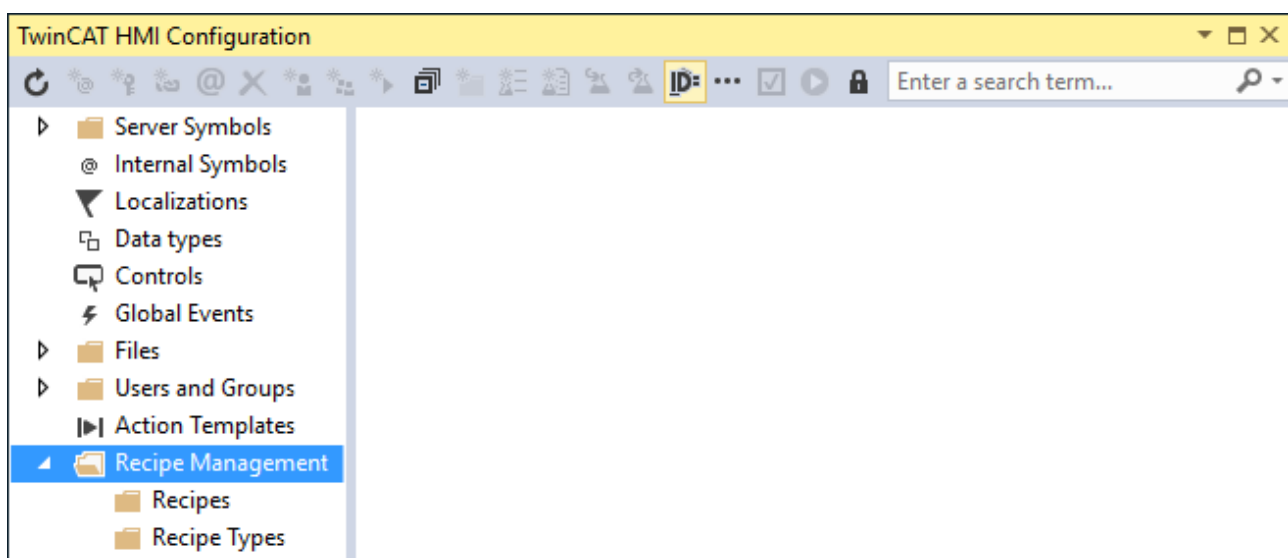 TwinCAT HMI Configuration
ID= Enter a search term...
Server Symbols
Internal Symbols
Localizations
Data types
Controls
Global Events
Files
Users and Groups
Action Templates
Recipe Management
Recipes
Recipe Types